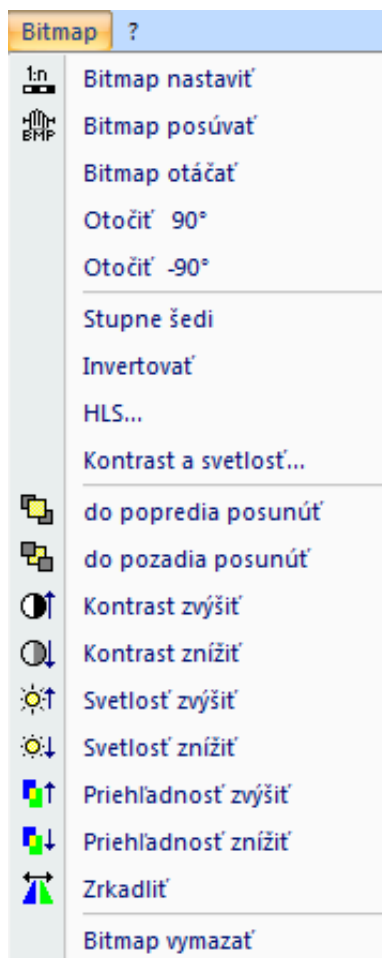 Bitmap ?
1:n Bitmap nastaviť
BMP Bitmap posúvať
Bitmap otáčať
Otočiť 90°
Otočiť -90°
Stupne šedi
Invertovať
HLS...
Kontrast a svetlosť...
do popredia posunúť
do pozadia posunúť
Kontrast zvýšiť
Kontrast znížiť
Svetlosť zvýšiť
Svetlosť znížiť
Priehľadnosť zvýšiť
Priehľadnosť znížiť
Zrkadliť
Bitmap vymazať